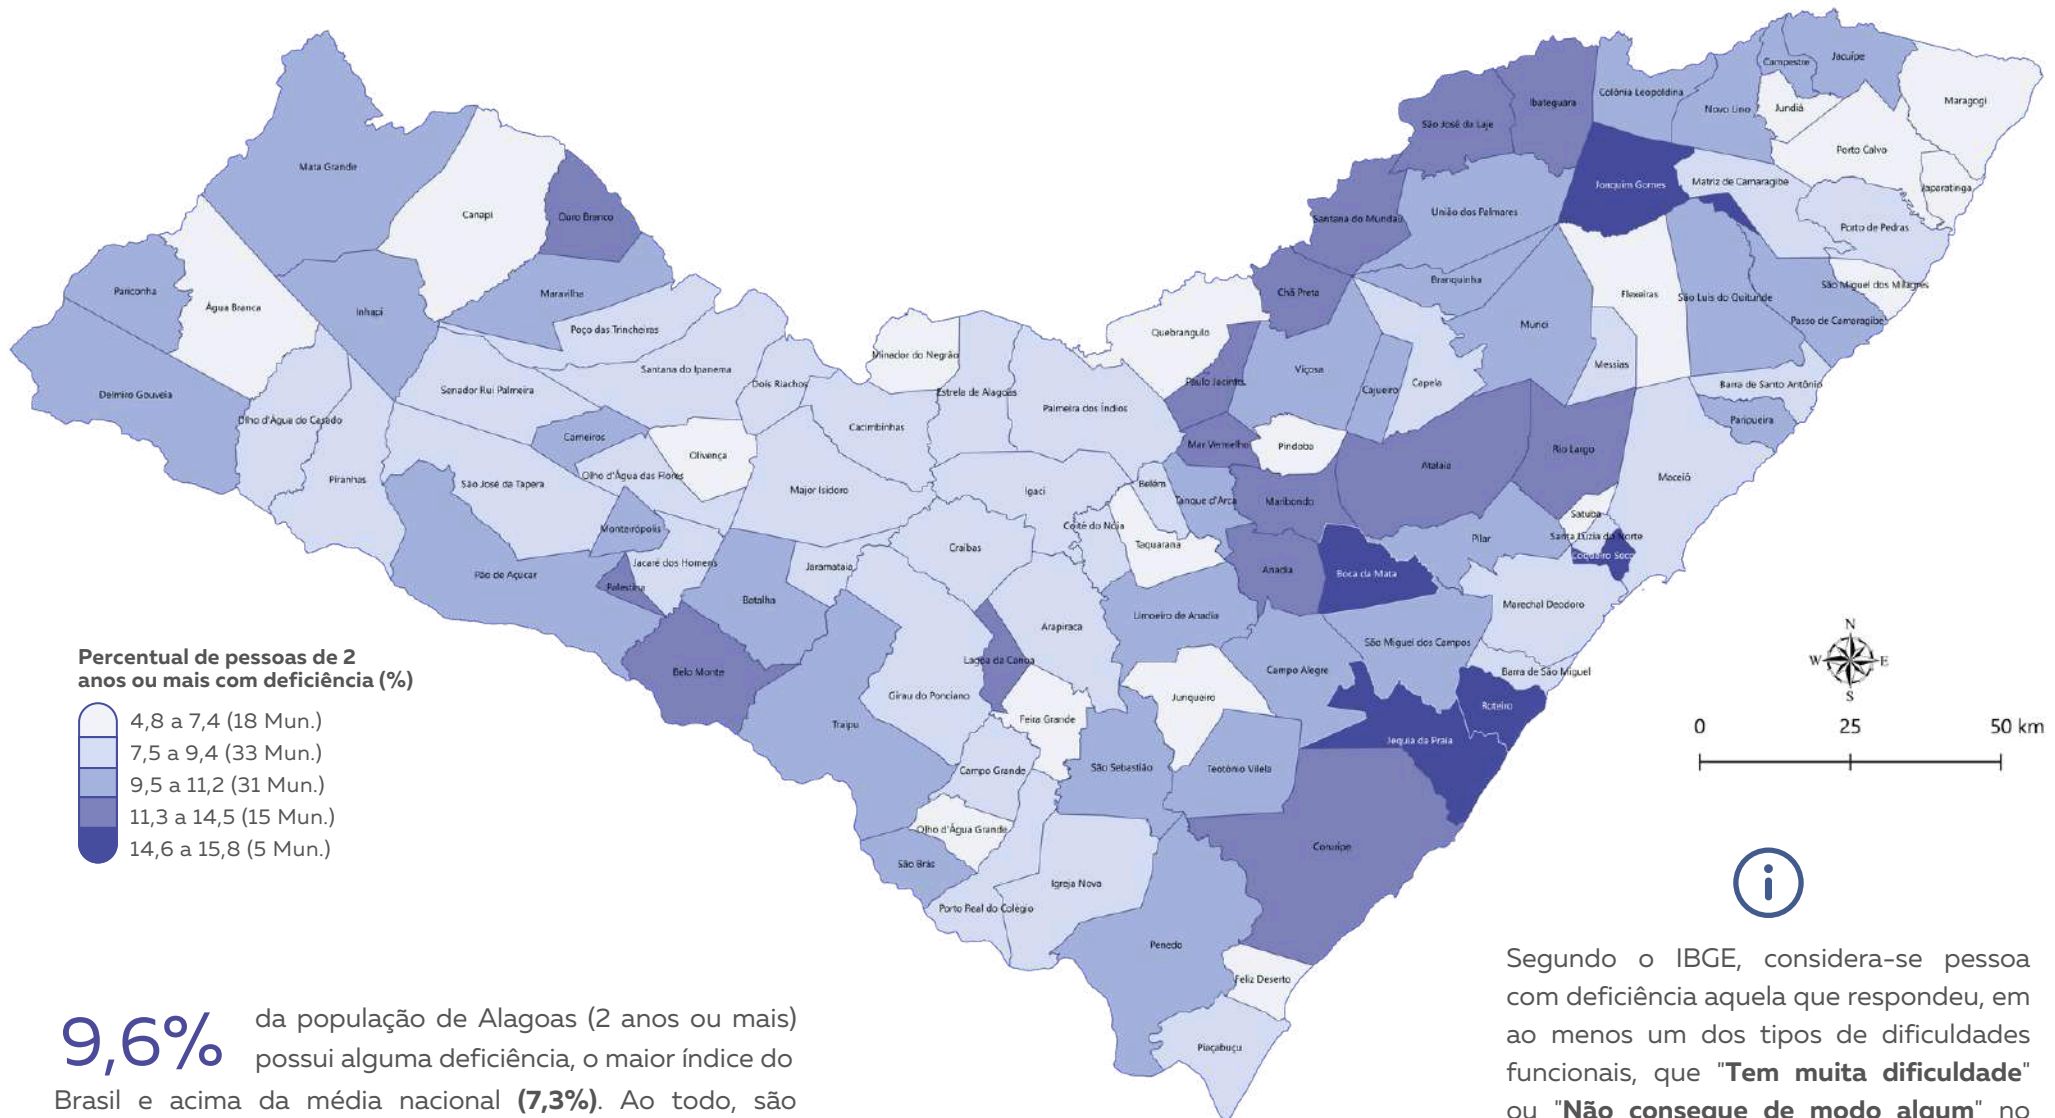 Mata Grande
Canapi
Ouro Branco
Pariconha
Água Branca
Inhapi
Maravilha
Poço das Trincheiras
Delmiro Gouveia
Olho d'Água do Casado
Piranhas
Senador Rui Palmeira
Santana do Ipanema
Dois Riachos
Carneiros
Olivença
São José da Tapera
Olho d'Água das Flores
Major Isidoro
Cacimbinhas
Minador do Negrão
Estrela de Alagoas
Palmeira dos Índios
Monteirópolis
Jacaré dos Homens
Palestina
Pão de Açúcar
Batalha
Jaramataia
Belo Monte
Traipu
Craíbas
Igaci
Coité do Nóia
Belém
Tanque d'Arca
Taquarana
Arapiraca
Lagoa da Canoa
Girau do Ponciano
Feira Grande
Campo Grande
Olho d'Água Grande
São Brás
Porto Real do Colégio
Igreja Nova
São Sebastião
Limoeiro de Anadia
Junqueiro
Teotônio Vilela
Campo Alegre
Penedo
Coruripe
Feliz Deserto
Piaçabuçu
Quebrangulo
Paulo Jacinto
Mar Vermelho
Pindoba
Maribondo
Anadia
Boca da Mata
Chã Preta
Viçosa
Cajueiro
Capela
Atalaia
Rio Largo
Pilar
Satuba
Santa Luzia do Norte
Coqueiro Seco
Maceió
Marechal Deodoro
São Miguel dos Campos
Barra de São Miguel
Roteiro
Jequiá da Praia
Santana do Mundaú
São José da Laje
Ibateguara
União dos Palmares
Branquinha
Murici
Messias
Flexeiras
Joaquim Gomes
Colônia Leopoldina
Novo Lino
Campestre
Jacuípe
Jundiá
Porto Calvo
Maragogi
Japaratinga
Matriz de Camaragibe
Porto de Pedras
São Miguel dos Milagres
Passo de Camaragibe
São Luís do Quitunde
Barra de Santo Antônio
Paripueira
N
W
E
S
0 25 50 km
Percentual de pessoas de 2
anos ou mais com deficiência (%)
4,8 a 7,4 (18 Mun.)
7,5 a 9,4 (33 Mun.)
9,5 a 11,2 (31 Mun.)
11,3 a 14,5 (15 Mun.)
14,6 a 15,8 (5 Mun.)
9,6% da população de Alagoas (2 anos ou mais)
possui alguma deficiência, o maior índice do
Brasil e acima da média nacional (7,3%). Ao todo, são
i
Segundo o IBGE, considera-se pessoa
com deficiência aquela que respondeu, em
ao menos um dos tipos de dificuldades
funcionais, que "Tem muita dificuldade"
ou "Não consegue de modo algum" no